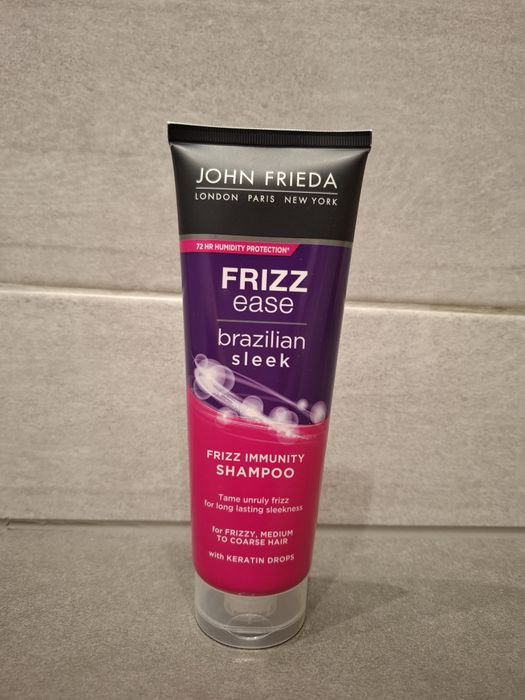 JOHN FRIEDA
LONDON PARIS NEW YORK
72 HR HUMIDITY PROTECTION*
FRIZZ
ease
brazilian
sleek
FRIZZ IMMUNITY
SHAMPOO
Tame unruly frizz
for long lasting sleekness
for FRIZZY, MEDIUM
TO COARSE HAIR
with KERATIN DROPS